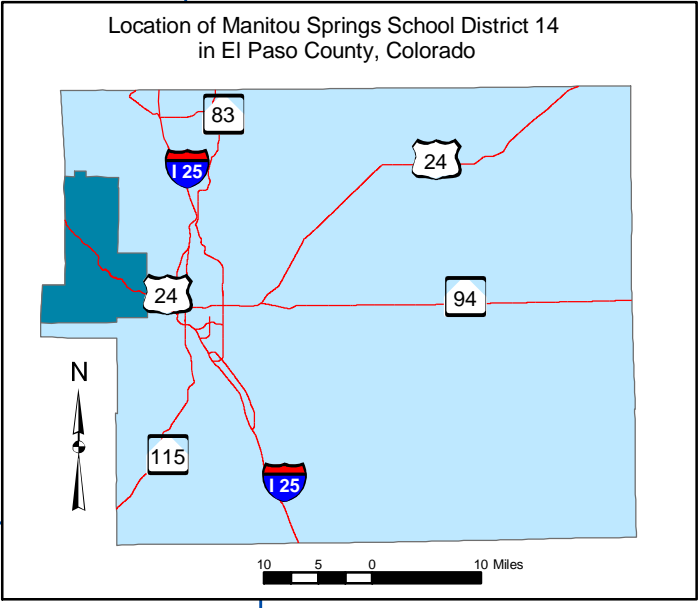 Location of Manitou Springs School District 14
in El Paso County, Colorado
83
I 25
24
24
94
N
115
I 25
10 5 0 10 Miles